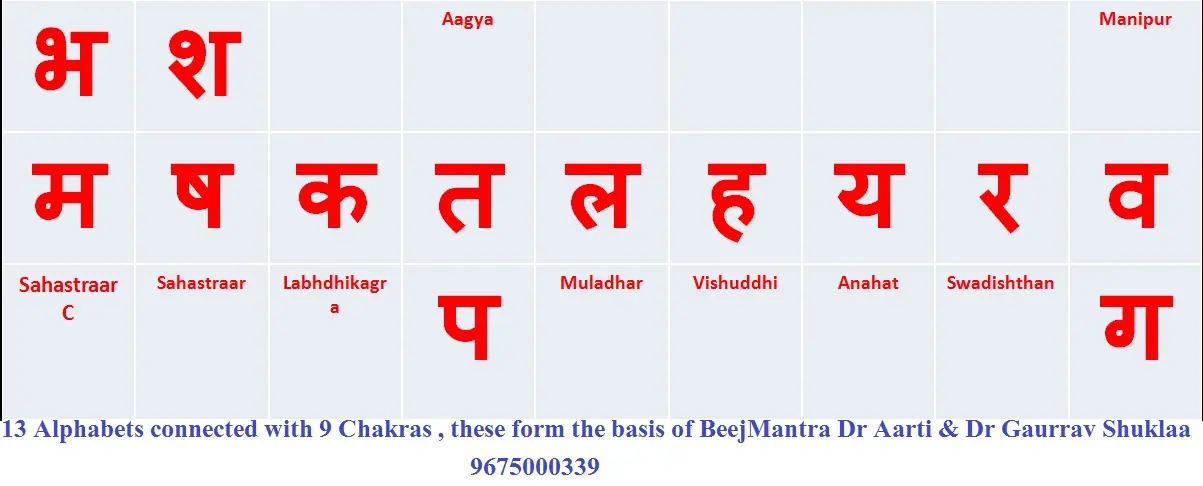 भ श Aagya Manipur
म ष क त ल ह य र व
Sahastraar Sahastraar Labhdhikagr प Muladhar Vishuddhi Anahat Swadishthan ग
C a
13 Alphabets connected with 9 Chakras , these form the basis of BeejMantra Dr Aarti & Dr Gaurrav Shuklaa
9675000339